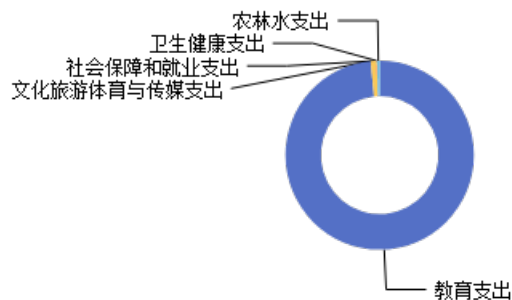 农林水支出
卫生健康支出
社会保障和就业支出
文化旅游体育与传媒支出
教育支出